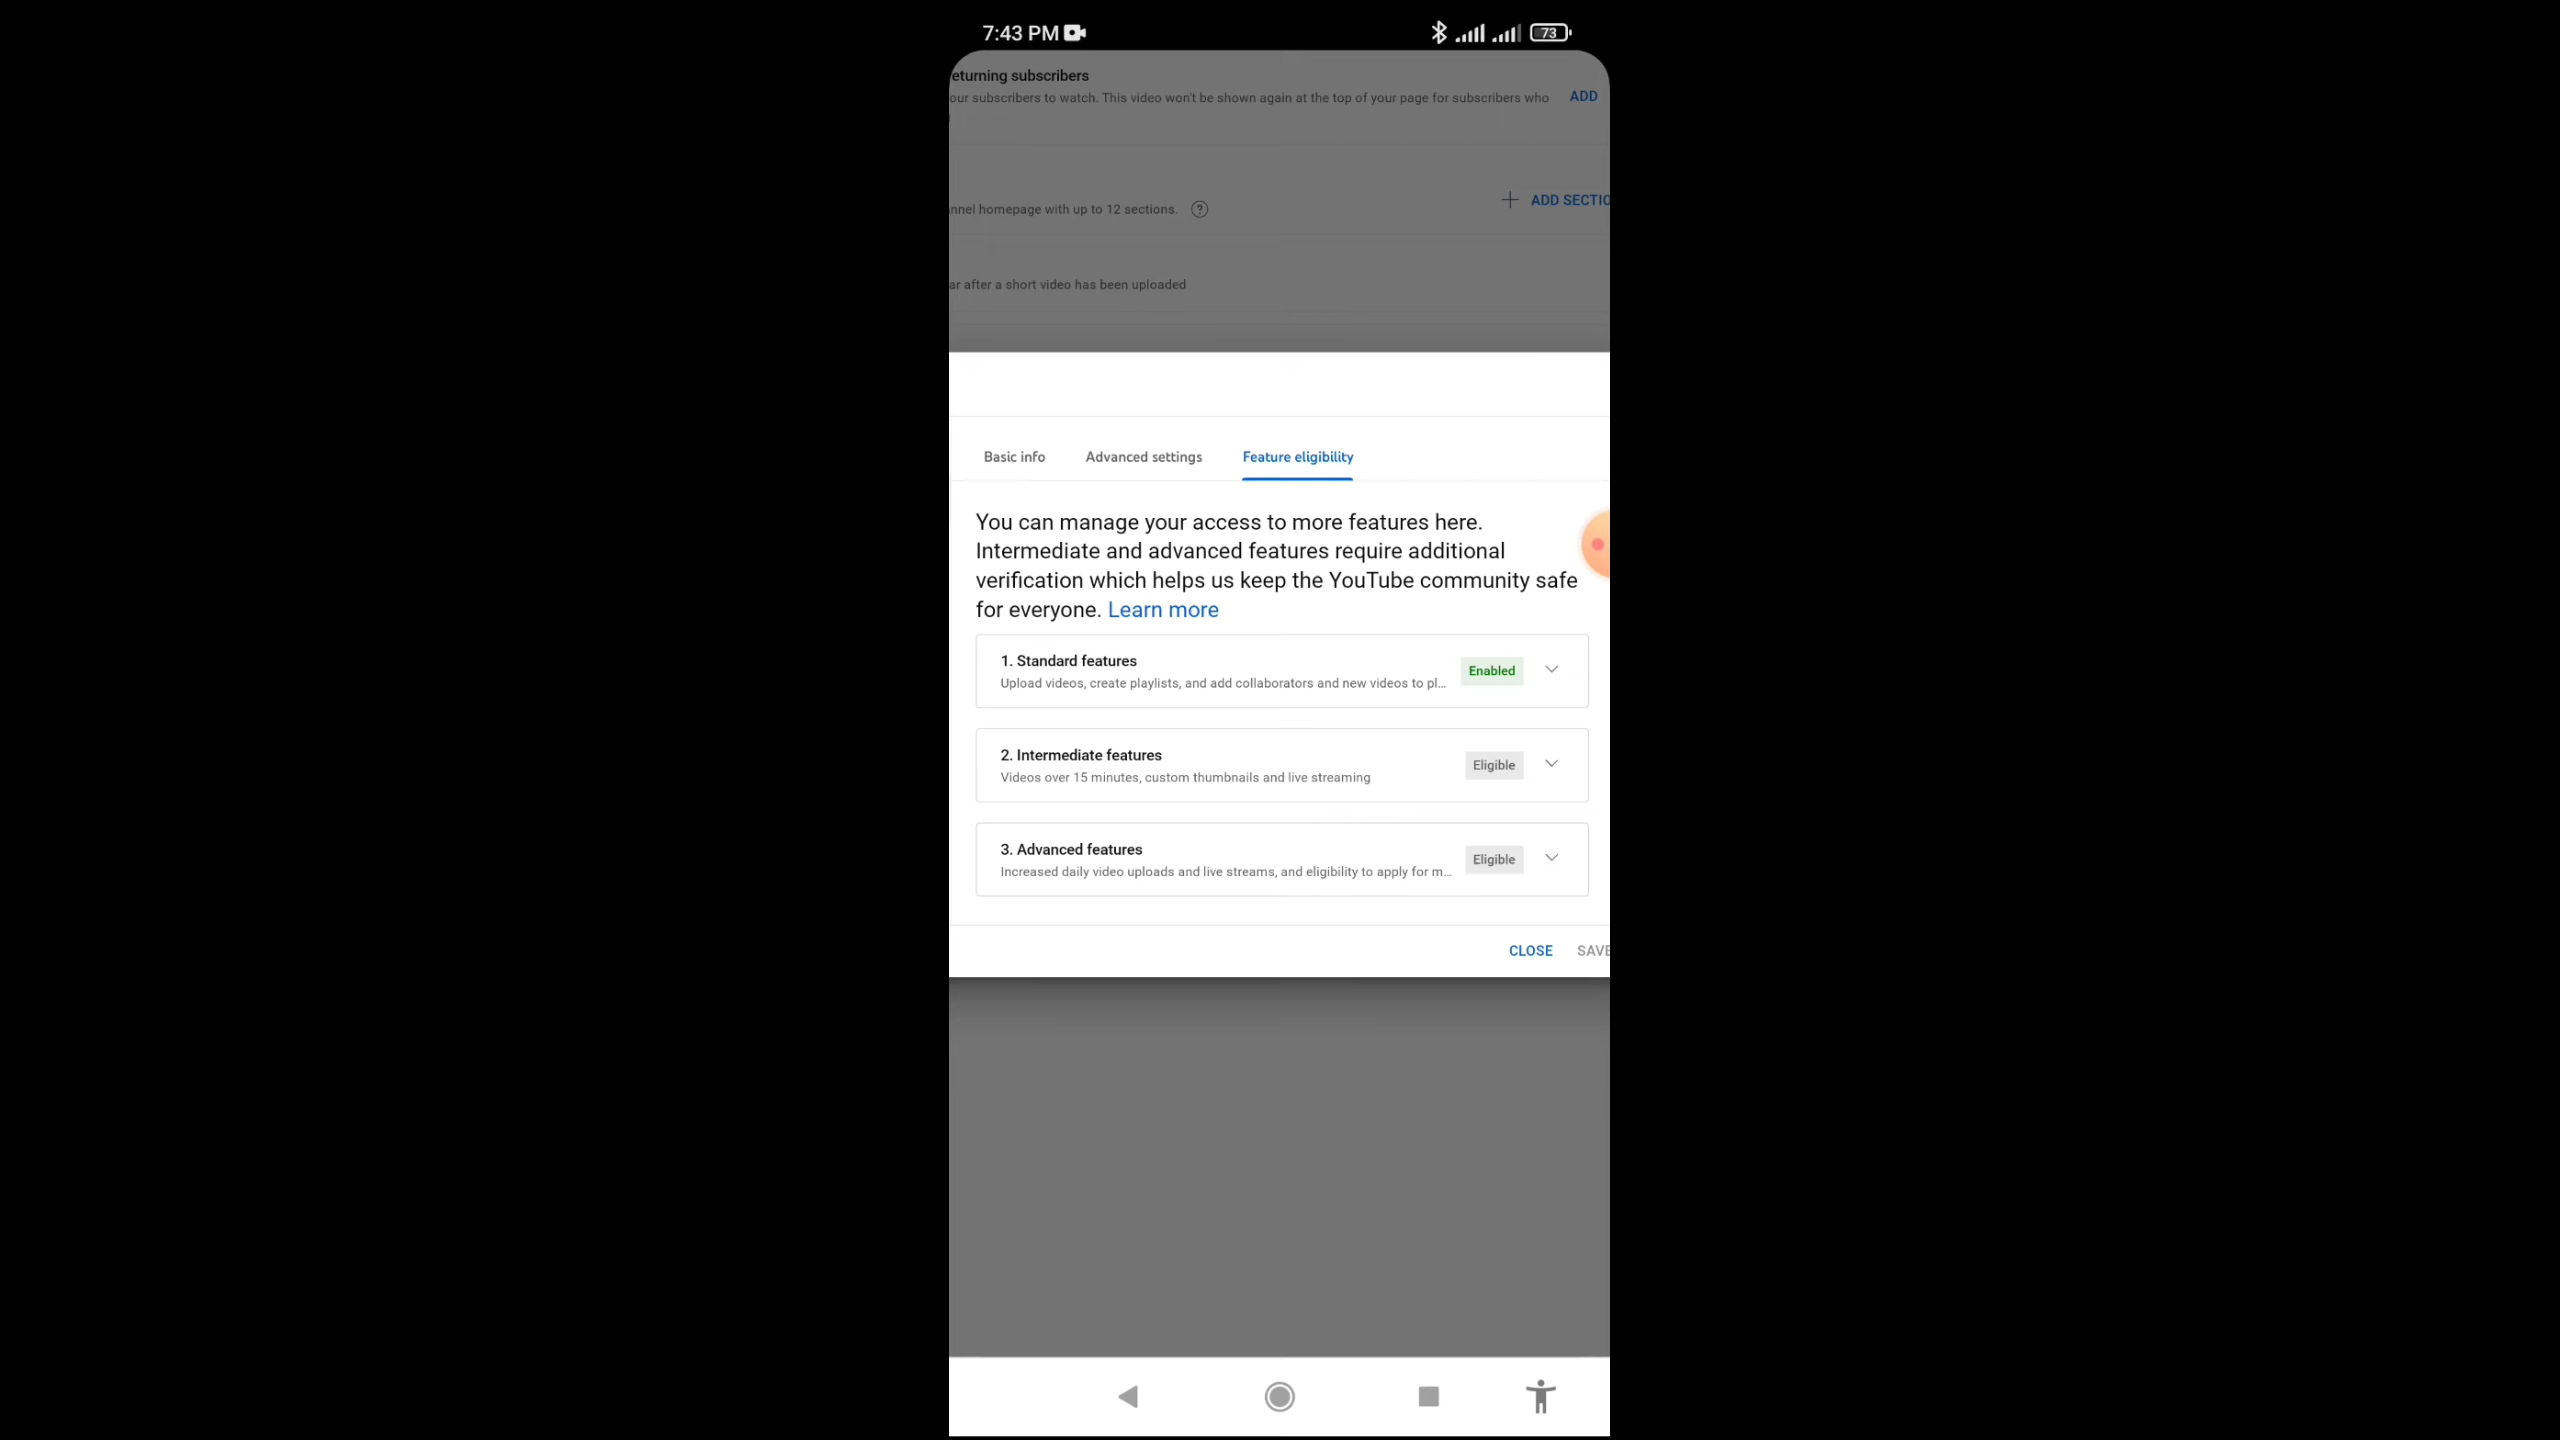 7:43 PM
73
eturning subscribers
our subscribers to watch. This video won't be shown again at the top of your page for subscribers who
ADD
nnel homepage with up to 12 sections.
ADD SECTIO
ar after a short video has been uploaded
Basic info
Advanced settings
Feature eligibility
You can manage your access to more features here.
Intermediate and advanced features require additional
verification which helps us keep the YouTube community safe
for everyone. Learn more
1. Standard features
Upload videos, create playlists, and add collaborators and new videos to pl...
Enabled
2. Intermediate features
Videos over 15 minutes, custom thumbnails and live streaming
Eligible
3. Advanced features
Increased daily video uploads and live streams, and eligibility to apply for m...
Eligible
CLOSE
SAVE